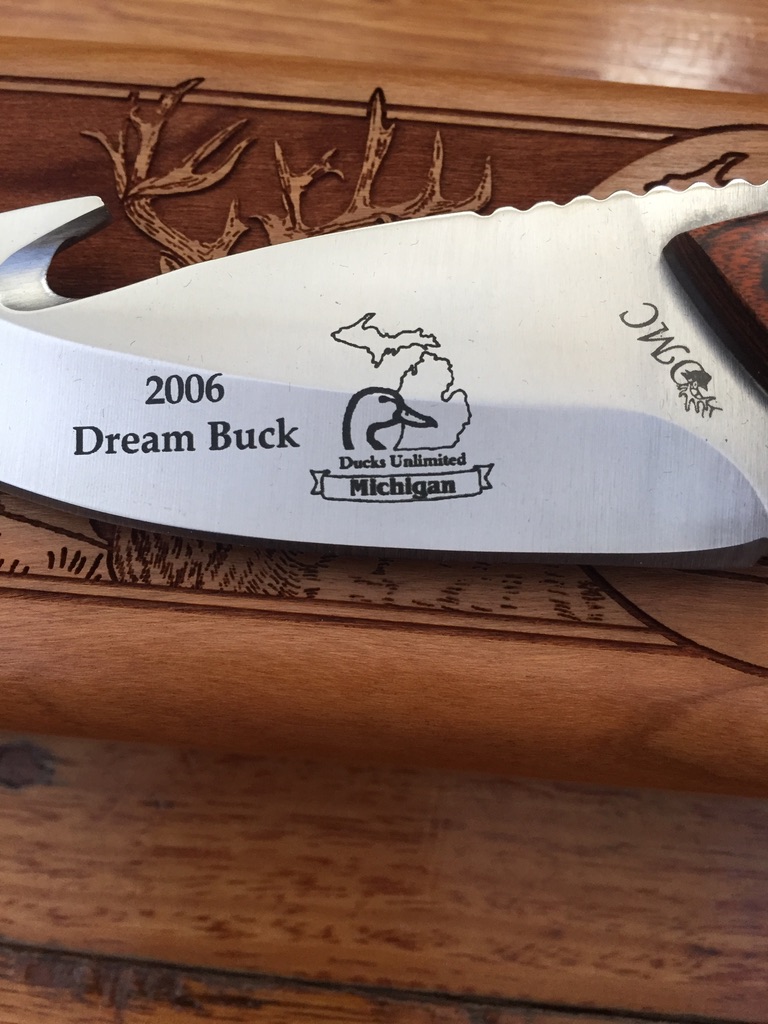 2006
Dream Buck
Ducks Unlimited
Michigan